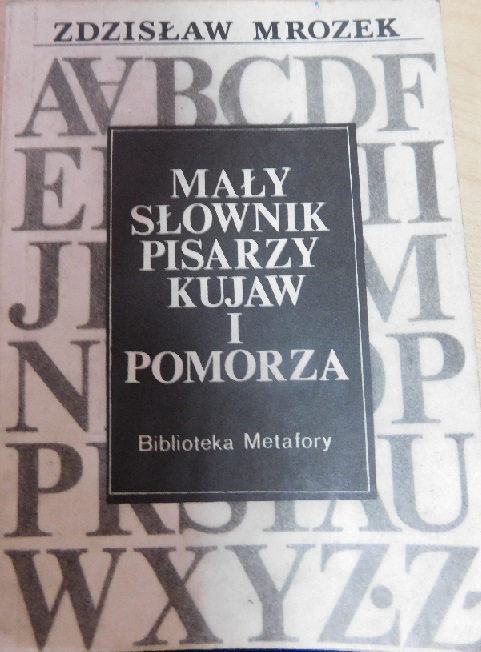 ZDZISŁAW MROZEK
MAŁY
SŁOWNIK
PISARZY
KUJAW
I
POMORZA
Biblioteka Metafory